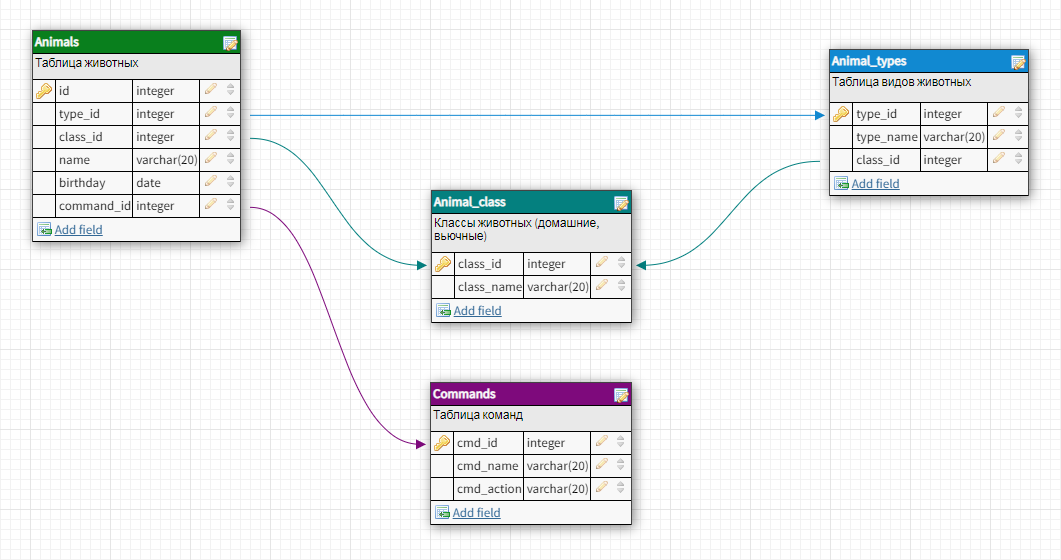 Animals
Таблица животных
id integer
type_id integer
class_id integer
name varchar(20)
birthday date
command_id integer
Add field
Animal_types
Таблица видов животных
type_id integer
type_name varchar(20)
class_id integer
Add field
Animal_class
Классы животных (домашние,
вьючные)
class_id integer
class_name varchar(20)
Add field
Commands
Таблица команд
cmd_id integer
cmd_name varchar(20)
cmd_action varchar(20)
Add field